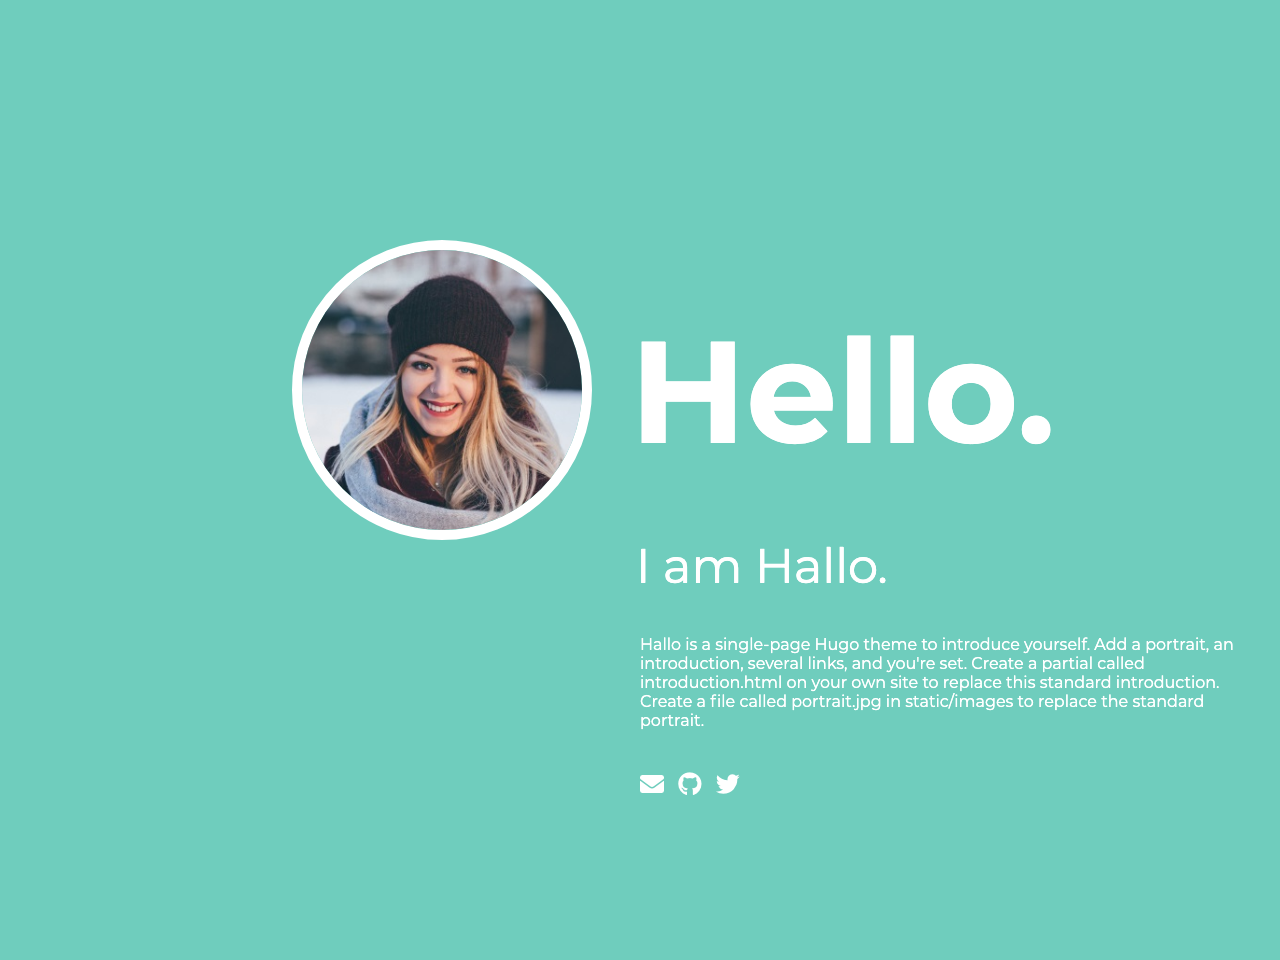 Hello.
I am Hallo.
Hallo is a single-page Hugo theme to introduce yourself. Add a portrait, an
introduction, several links, and you're set. Create a partial called
introduction.html on your own site to replace this standard introduction.
Create a file called portrait.jpg in static/images to replace the standard
portrait.